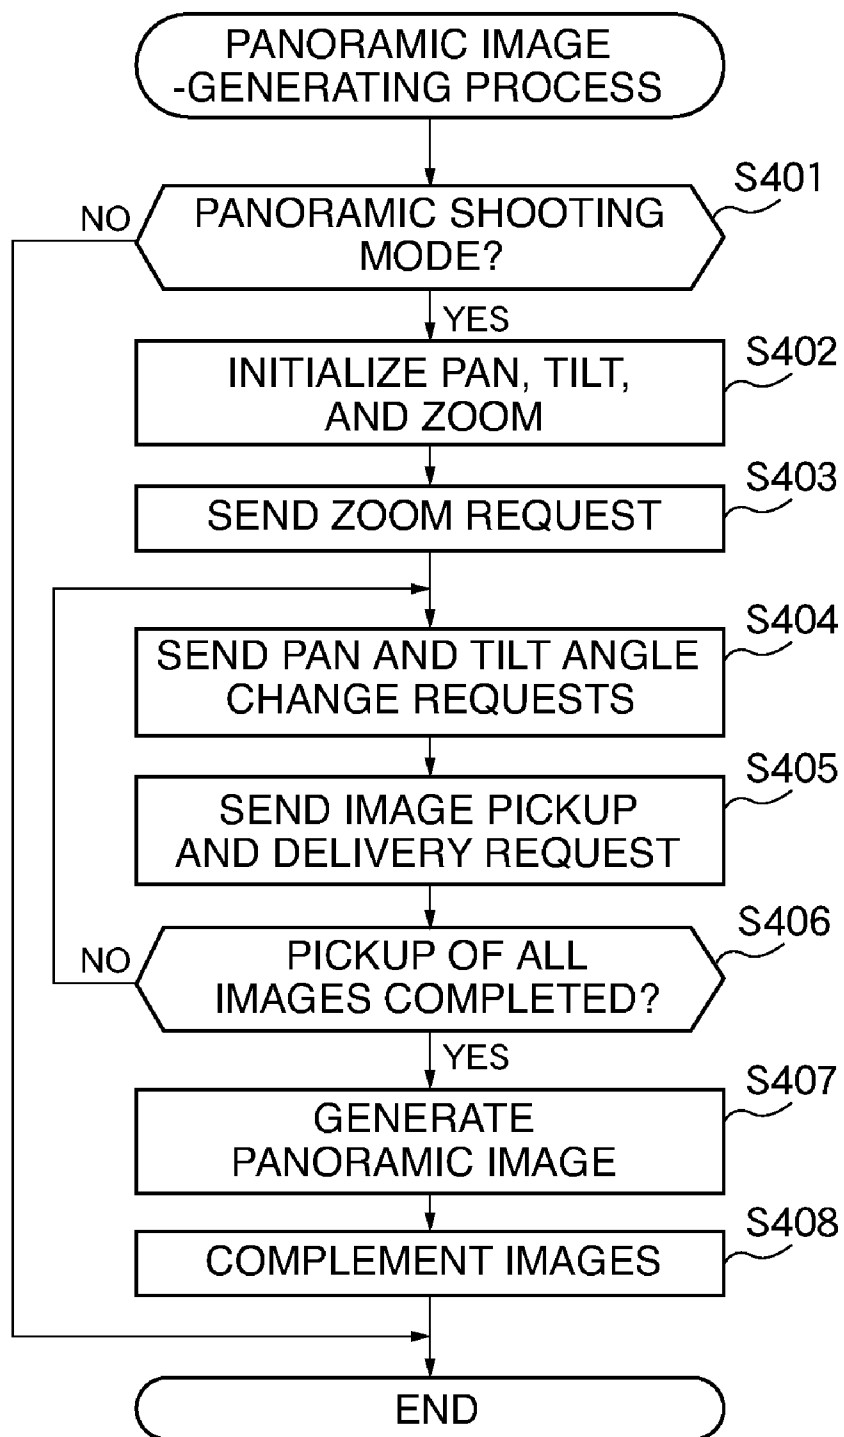 PANORAMIC IMAGE
-GENERATING PROCESS
S401
NO
PANORAMIC SHOOTING
MODE?
YES
S402
INITIALIZE PAN, TILT,
AND ZOOM
S403
SEND ZOOM REQUEST
S404
SEND PAN AND TILT ANGLE
CHANGE REQUESTS
S405
SEND IMAGE PICKUP
AND DELIVERY REQUEST
S406
NO
PICKUP OF ALL
IMAGES COMPLETED?
YES
S407
GENERATE
PANORAMIC IMAGE
S408
COMPLEMENT IMAGES
END